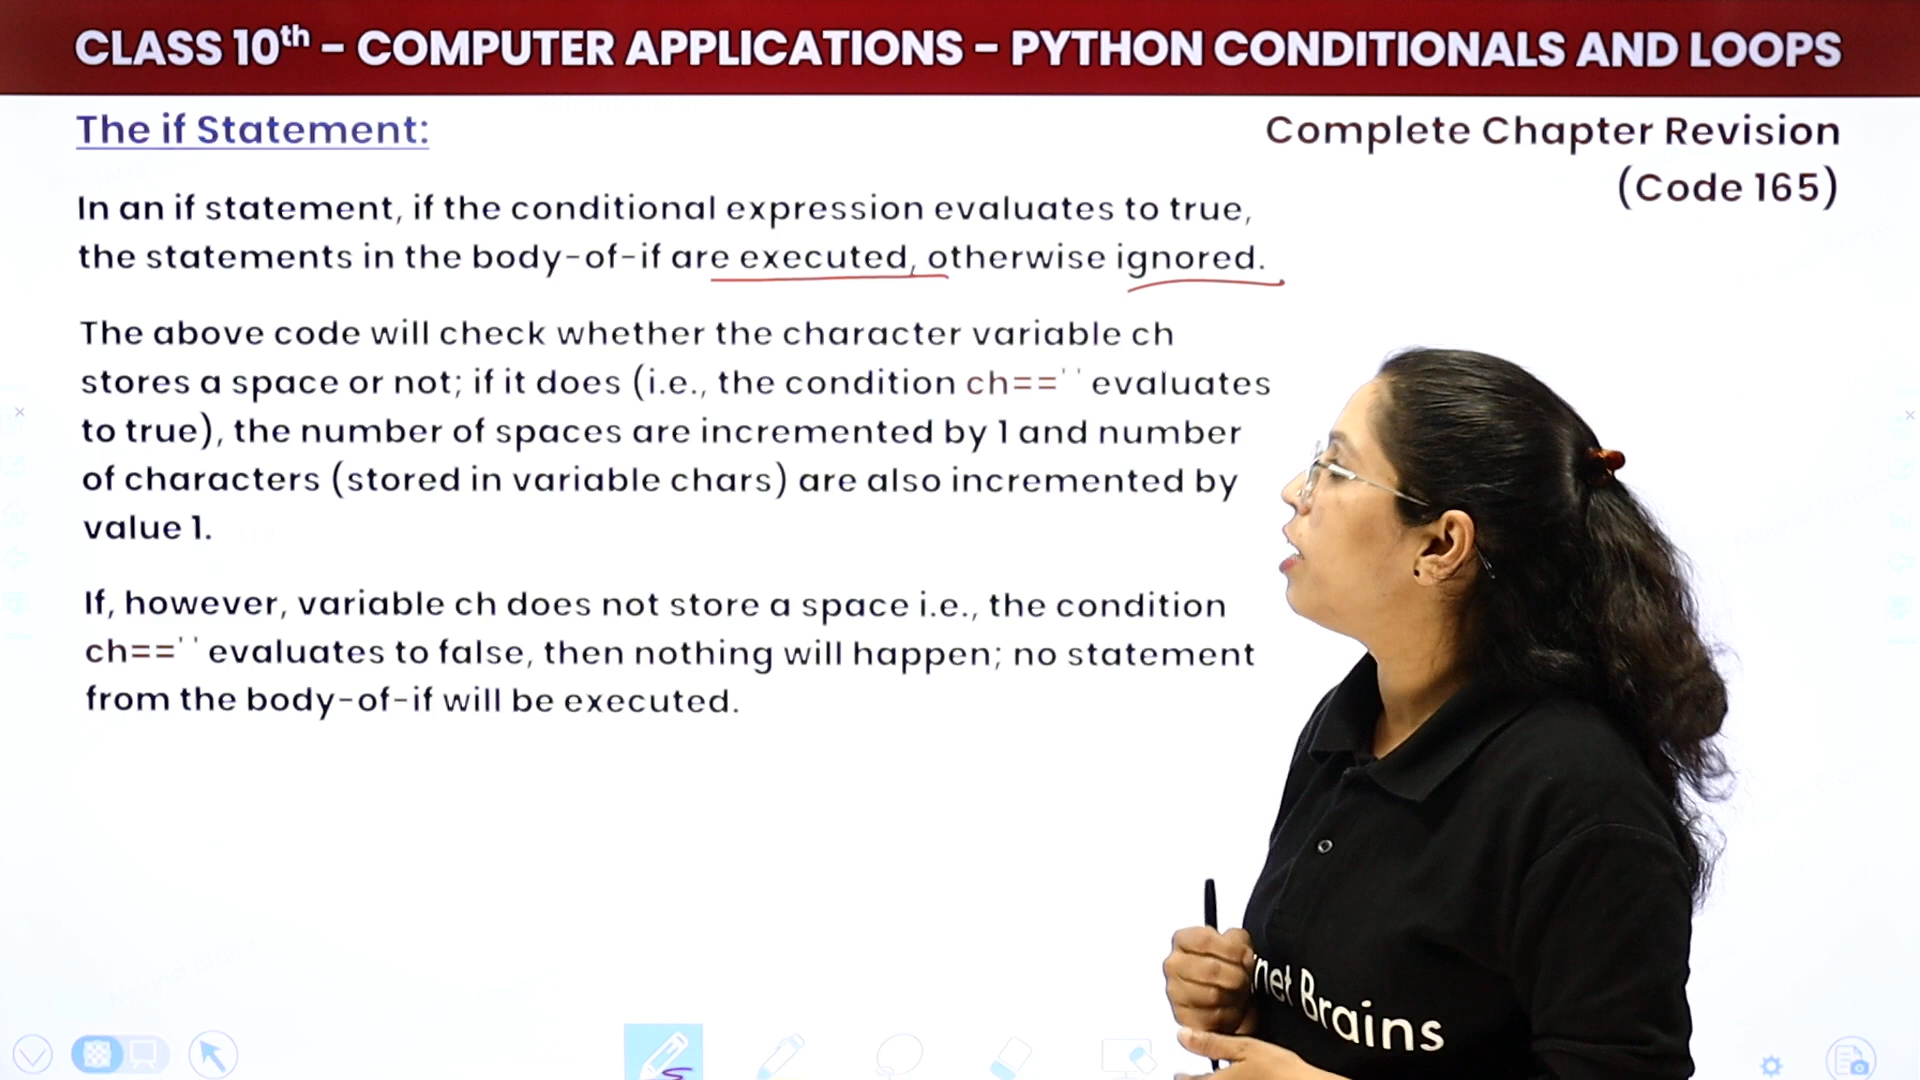 CLASS 10th – COMPUTER APPLICATIONS – PYTHON CONDITIONALS AND LOOPS
The if Statement:
Complete Chapter Revision
(Code 165)
In an if statement, if the conditional expression evaluates to true,
the statements in the body-of-if are executed, otherwise ignored.
The above code will check whether the character variable ch
stores a space or not; if it does (i.e., the condition ch==' ' evaluates
to true), the number of spaces are incremented by 1 and number
of characters (stored in variable chars) are also incremented by
value 1.
If, however, variable ch does not store a space i.e., the condition
ch==' ' evaluates to false, then nothing will happen; no statement
from the body-of-if will be executed.
net Brains